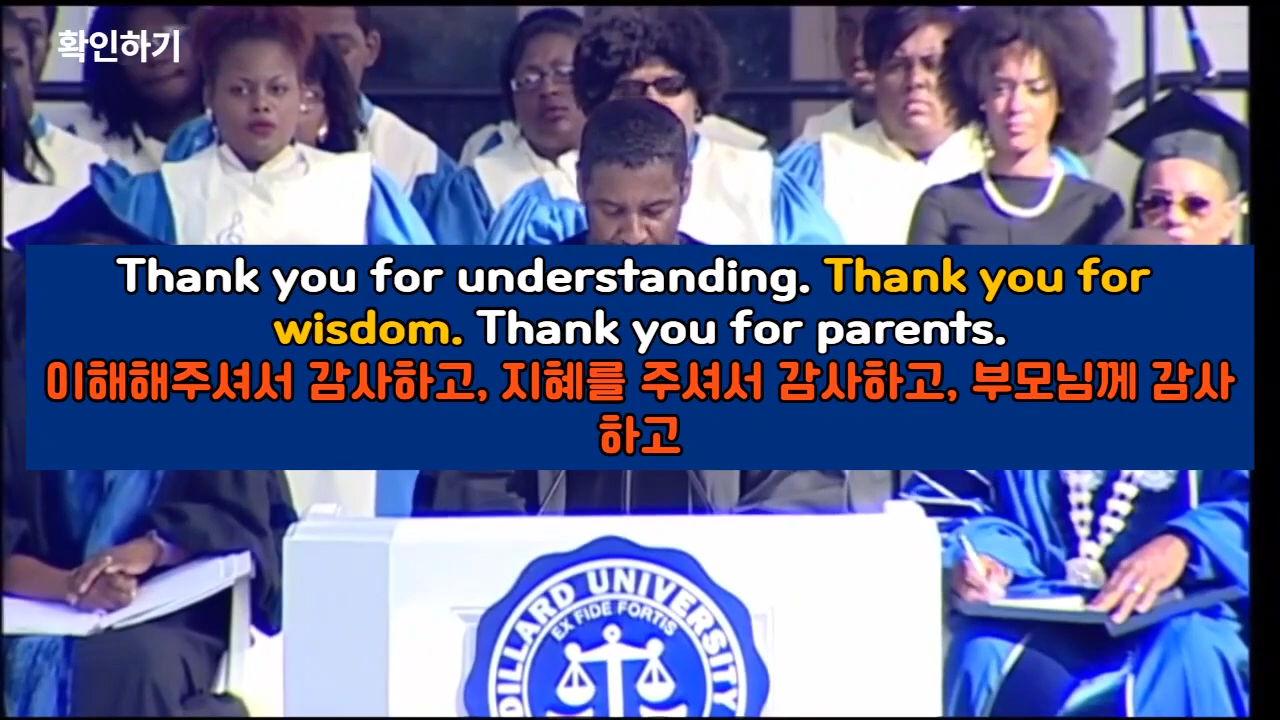 확인하기
Thank you for understanding. Thank you for
wisdom. Thank you for parents.
이해해주셔서 감사하고, 지혜를 주셔서 감사하고, 부모님께 감사
하고
DILLARD UNIVERSITY
EX FIDE FORTIS